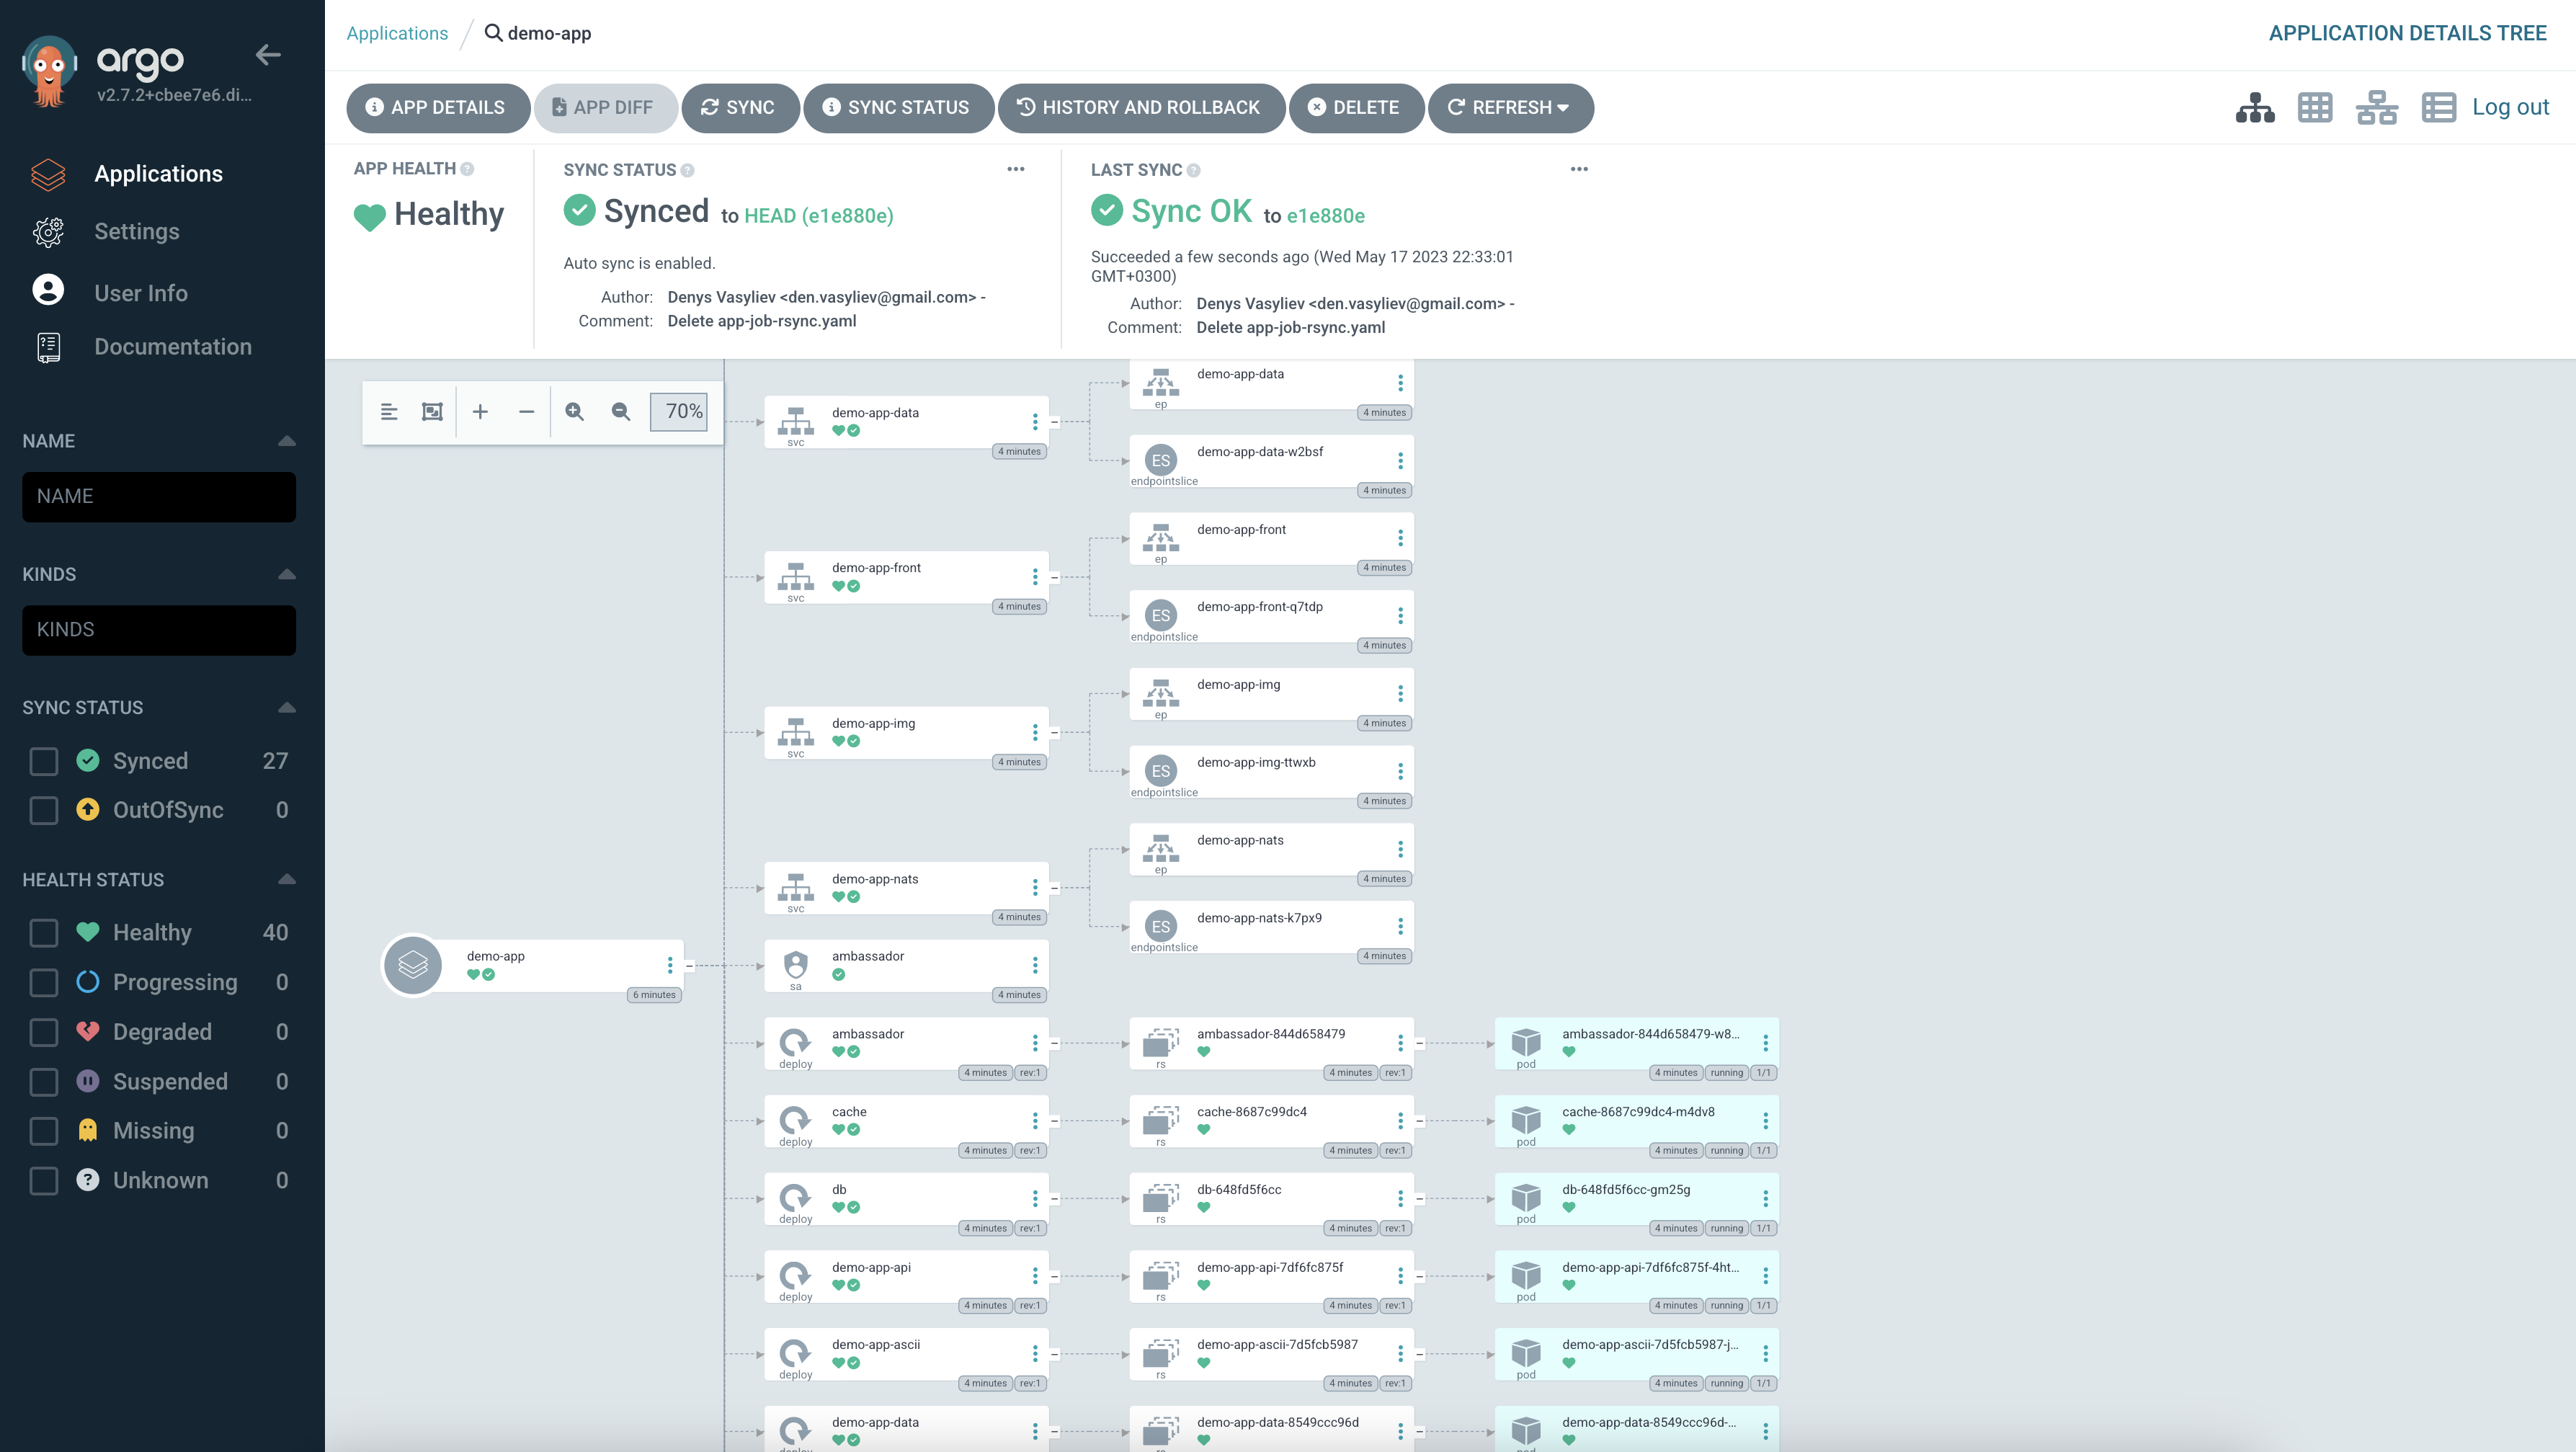 argo
v2.7.2+cbee7e6.di...
Applications
Settings
User Info
Documentation
NAME
NAME
KINDS
KINDS
SYNC STATUS
Synced 27
OutOfSync 0
HEALTH STATUS
Healthy 40
Progressing 0
Degraded 0
Suspended 0
Missing 0
Unknown 0
Applications / demo-app
APPLICATION DETAILS TREE
APP DETAILS APP DIFF SYNC SYNC STATUS HISTORY AND ROLLBACK DELETE REFRESH
Log out
APP HEALTH
Healthy
SYNC STATUS
Synced to HEAD (e1e880e)
Auto sync is enabled.
Author: Denys Vasyliev <den.vasyliev@gmail.com> -
Comment: Delete app-job-rsync.yaml
LAST SYNC
Sync OK to e1e880e
Succeeded a few seconds ago (Wed May 17 2023 22:33:01
GMT+0300)
Author: Denys Vasyliev <den.vasyliev@gmail.com> -
Comment: Delete app-job-rsync.yaml
70%
demo-app
6 minutes
demo-app-data
svc
4 minutes
demo-app-data
ep
4 minutes
ES
demo-app-data-w2bsf
endpointslice
4 minutes
demo-app-front
svc
4 minutes
demo-app-front
ep
4 minutes
ES
demo-app-front-q7tdp
endpointslice
4 minutes
demo-app-img
svc
4 minutes
demo-app-img
ep
4 minutes
ES
demo-app-img-ttwxb
endpointslice
4 minutes
demo-app-nats
svc
4 minutes
demo-app-nats
ep
4 minutes
ES
demo-app-nats-k7px9
endpointslice
4 minutes
ambassador
sa
4 minutes
ambassador
deploy
4 minutes rev:1
ambassador-844d658479
rs
4 minutes rev:1
ambassador-844d658479-w8...
pod
4 minutes running 1/1
cache
deploy
4 minutes rev:1
cache-8687c99dc4
rs
4 minutes rev:1
cache-8687c99dc4-m4dv8
pod
4 minutes running 1/1
db
deploy
4 minutes rev:1
db-648fd5f6cc
rs
4 minutes rev:1
db-648fd5f6cc-gm25g
pod
4 minutes running 1/1
demo-app-api
deploy
4 minutes rev:1
demo-app-api-7df6fc875f
rs
4 minutes rev:1
demo-app-api-7df6fc875f-4ht...
pod
4 minutes running 1/1
demo-app-ascii
deploy
4 minutes rev:1
demo-app-ascii-7d5fcb5987
rs
4 minutes rev:1
demo-app-ascii-7d5fcb5987-j...
pod
4 minutes running 1/1
demo-app-data
deploy
demo-app-data-8549ccc96d
demo-app-data-8549ccc96d-...